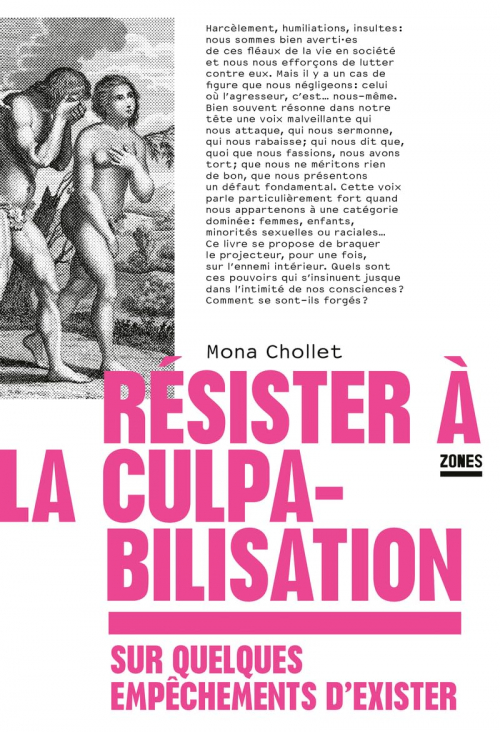 Harcèlement, humiliations, insultes:
nous sommes bien averti·es
de ces fléaux de la vie en société
et nous nous efforçons de lutter
contre eux. Mais il y a un cas de
figure que nous négligeons: celui
où l'agresseur, c'est… nous-même.
Bien souvent résonne dans notre
tête une voix malveillante qui
nous attaque, qui nous sermonne,
qui nous rabaisse; qui nous dit que,
quoi que nous fassions, nous avons
tort; que nous ne méritons rien
de bon, que nous présentons
un défaut fondamental. Cette voix
parle particulièrement fort quand
nous appartenons à une catégorie
dominée: femmes, enfants,
minorités sexuelles ou raciales…
Ce livre se propose de braquer
le projecteur, pour une fois,
sur l'ennemi intérieur. Quels sont
ces pouvoirs qui s'insinuent jusque
dans l'intimité de nos consciences?
Comment se sont-ils forgés?
Mona Chollet
RÉSISTER À
ZONES
LA CULPA-
BILISATION
SUR QUELQUES
EMPÊCHEMENTS D'EXISTER